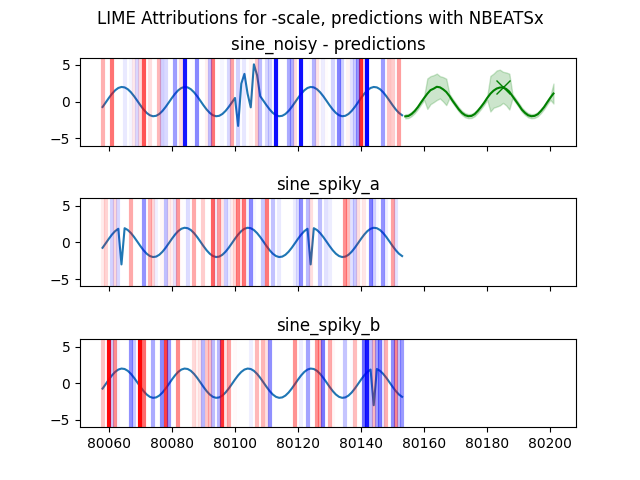 LIME Attributions for -scale, predictions with NBEATSx
sine_noisy - predictions
5
0
−5
sine_spiky_a
5
0
−5
sine_spiky_b
5
0
−5
80060 80080 80100 80120 80140 80160 80180 80200